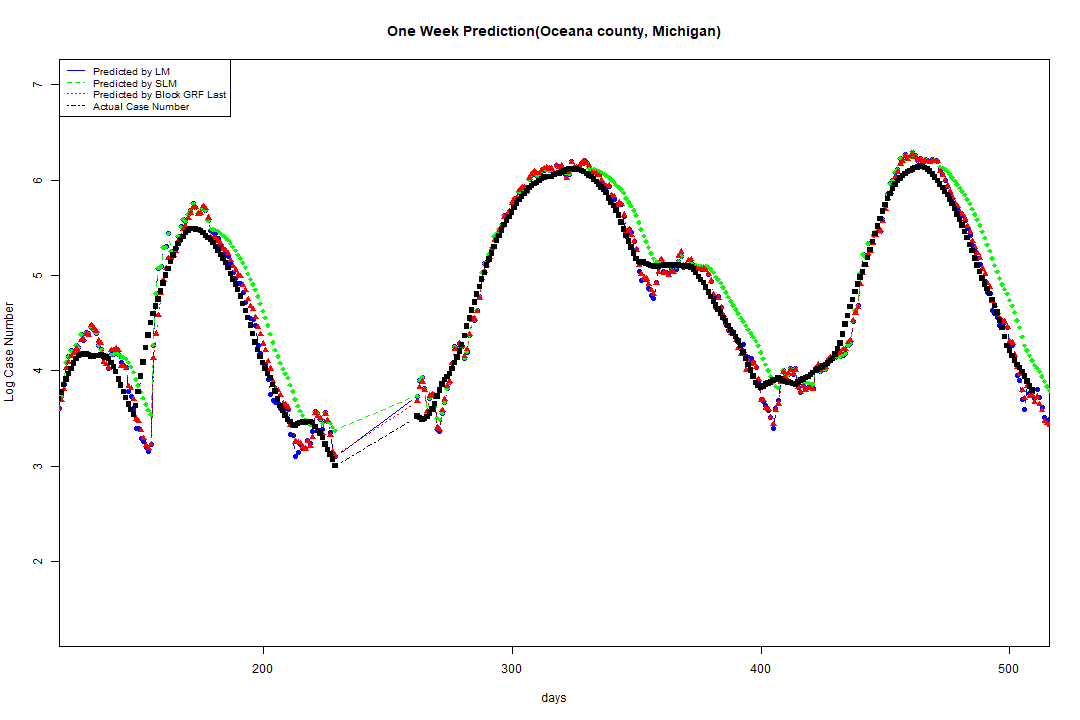 One Week Prediction(Oceana county, Michigan)
Predicted by LM
Predicted by SLM
Predicted by Block GRF Last
Actual Case Number
7
6
5
4
3
2
Log Case Number
200
300
400
500
days